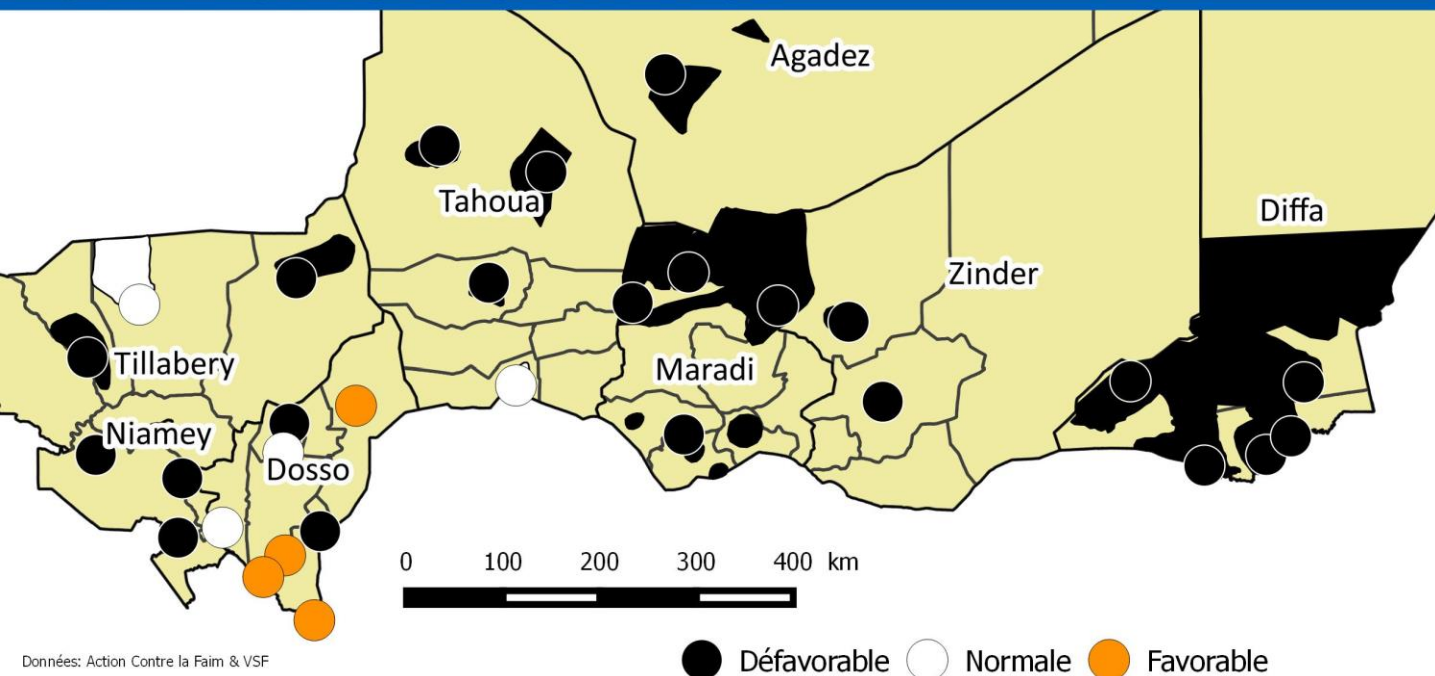 Agadez
Tahoua
Diffa
Zinder
Tillabery
Maradi
Niamey
Dosso
0 100 200 300 400 km
Données: Action Contre la Faim & VSF
Défavorable Normale Favorable